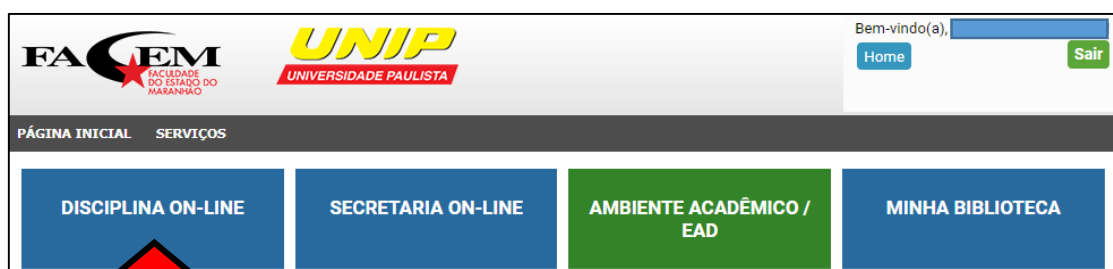 FACEM
FACULDADE
DO ESTADO DO
MARANHÃO
UNIP
UNIVERSIDADE PAULISTA
Bem-vindo(a),
Home
Sair
PÁGINA INICIAL SERVIÇOS
DISCIPLINA ON-LINE
SECRETARIA ON-LINE
AMBIENTE ACADÊMICO /
EAD
MINHA BIBLIOTECA